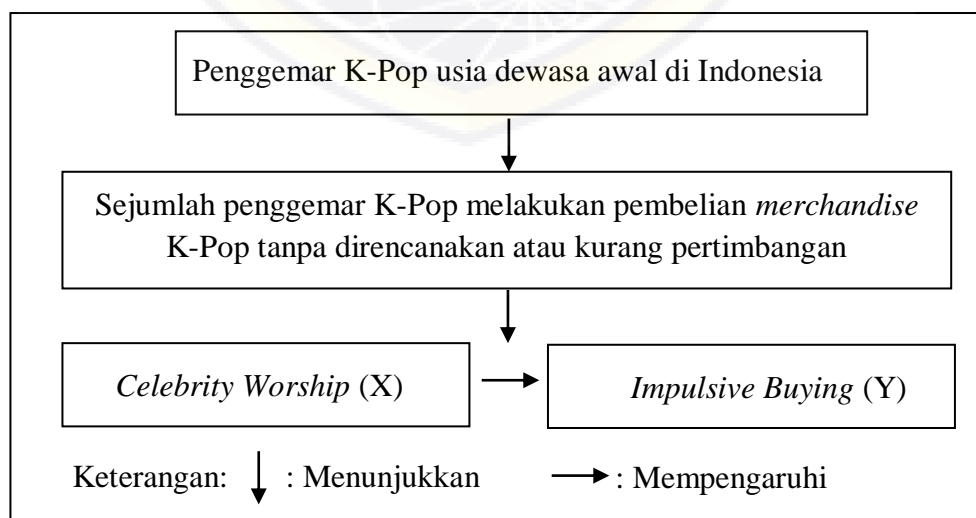 Penggemar K-Pop usia dewasa awal di Indonesia
Sejumlah penggemar K-Pop melakukan pembelian merchandise
K-Pop tanpa direncanakan atau kurang pertimbangan
Celebrity Worship (X)
Impulsive Buying (Y)
Keterangan: : Menunjukkan : Mempengaruhi